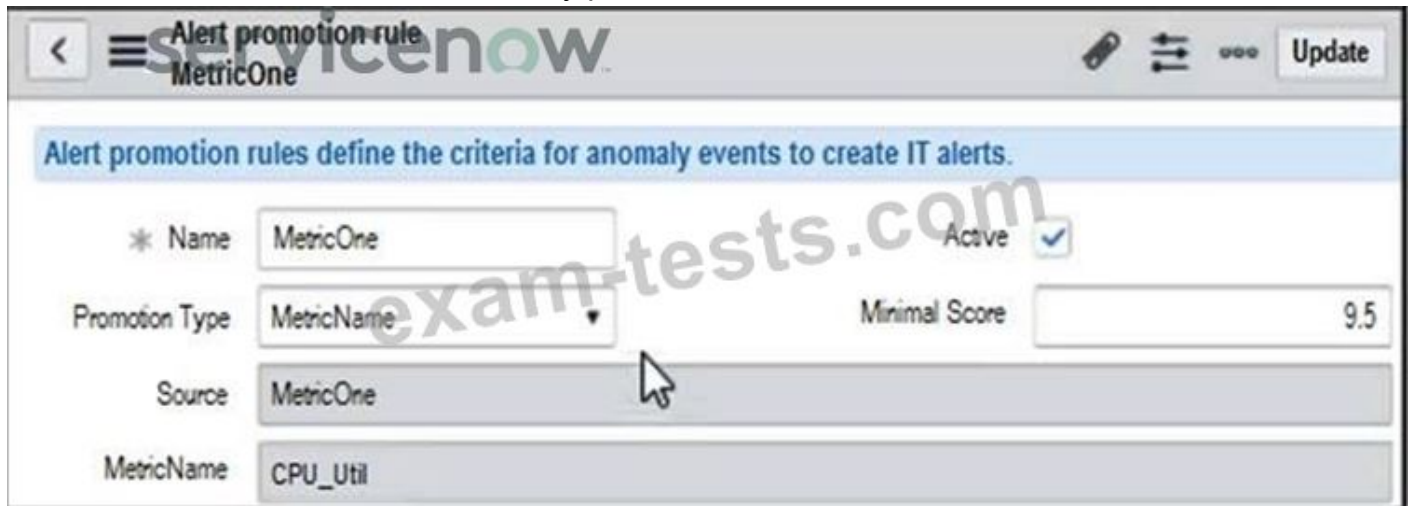 Alert promotion rule
MetricOne
servicenow
Update
Alert promotion rules define the criteria for anomaly events to create IT alerts.
Name MetricOne Active
exam-tests.com
Promotion Type MetricName Minimal Score 9.5
Source MetricOne
MetricName CPU_Util